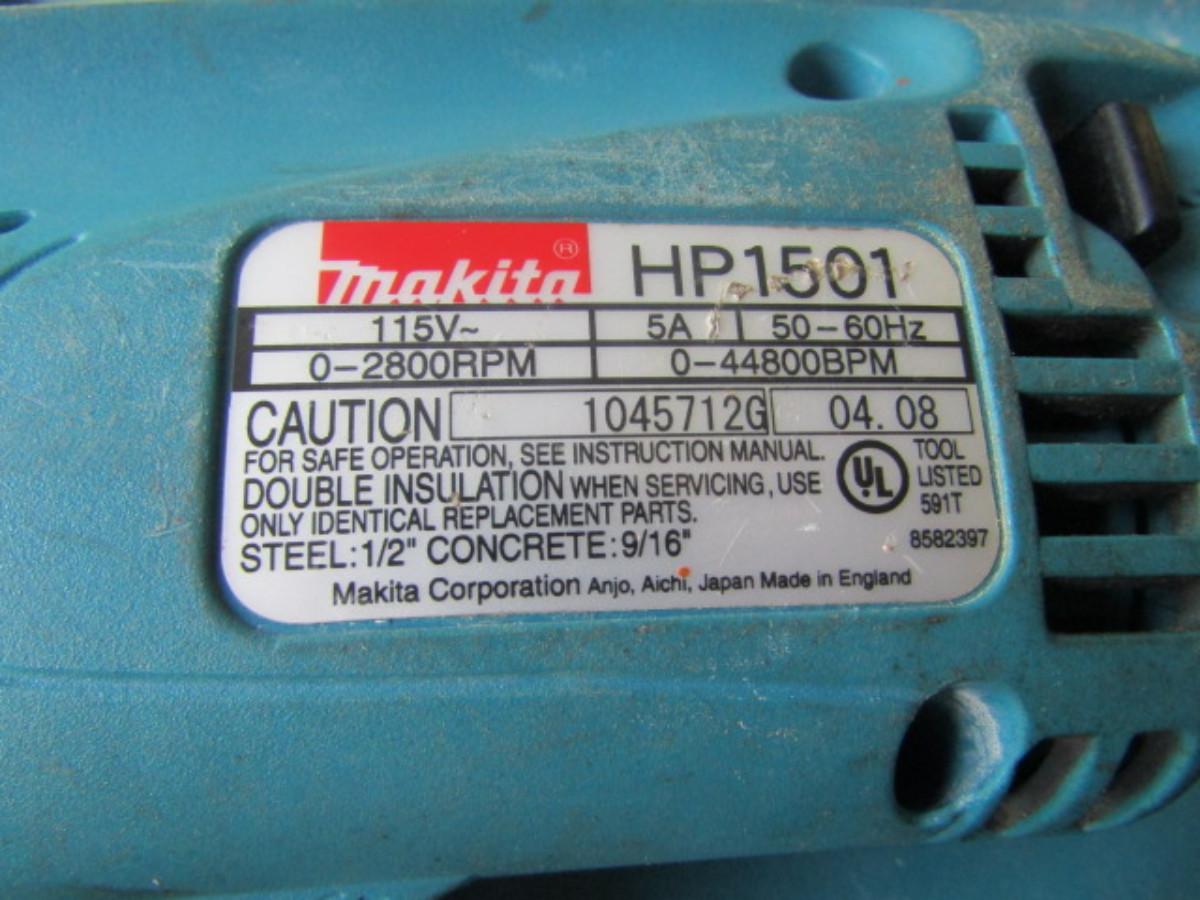 makita® HP1501
115V~ 5A 50-60Hz
0-2800RPM 0-44800BPM
CAUTION 1045712G 04.08
FOR SAFE OPERATION, SEE INSTRUCTION MANUAL.
DOUBLE INSULATION WHEN SERVICING, USE
ONLY IDENTICAL REPLACEMENT PARTS.
STEEL:1/2" CONCRETE:9/16"
UL TOOL
LISTED
591T
8582397
Makita Corporation Anjo, Aichi, Japan Made in England